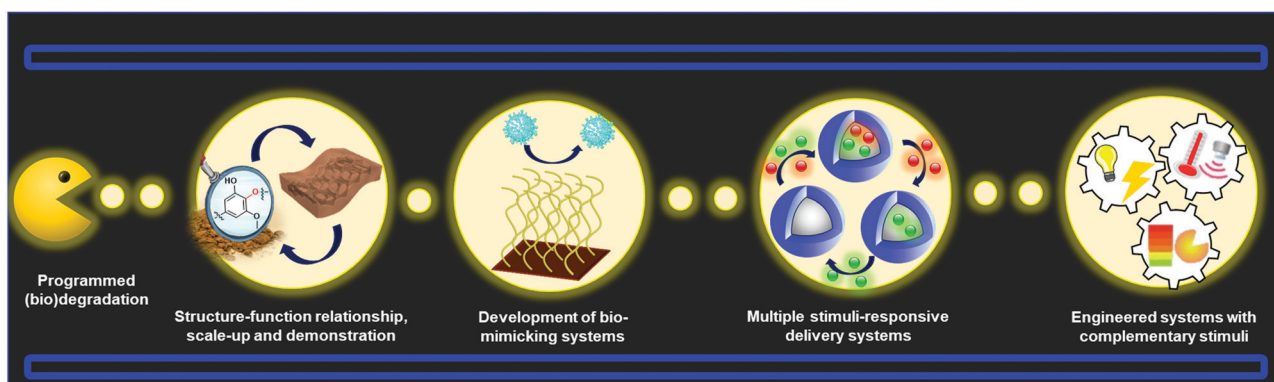 HO
O
O
Programmed
(bio)degradation
Structure-function relationship,
scale-up and demonstration
Development of bio-
mimicking systems
Multiple stimuli-responsive
delivery systems
Engineered systems with
complementary stimuli